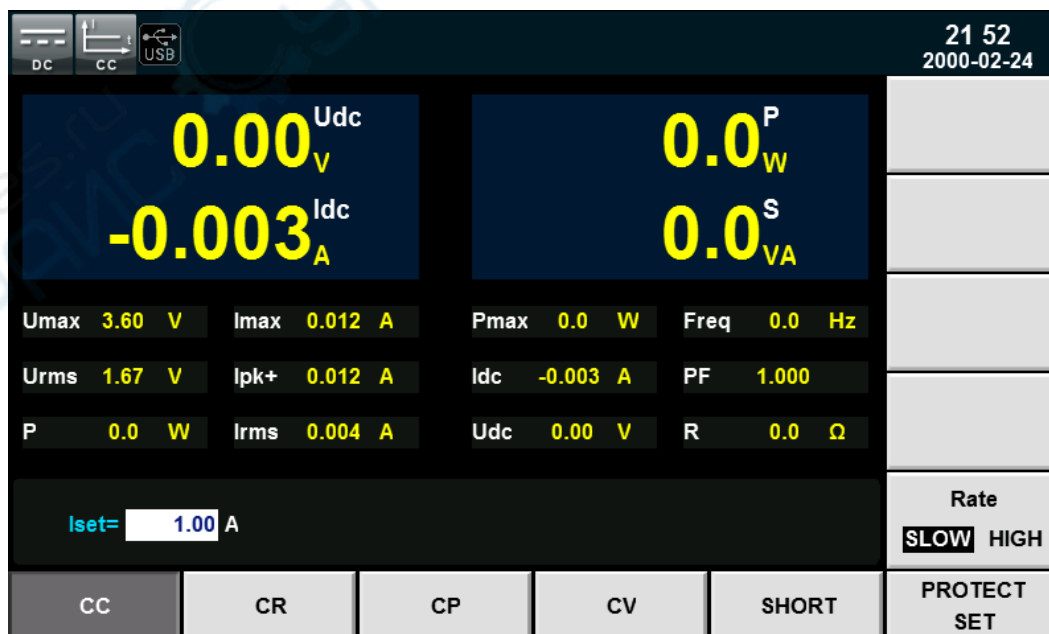 DC
I
t
CC
USB
21 52
2000-02-24
0.00 Udc V
-0.003 Idc A
0.0 P W
0.0 S VA
Umax 3.60 V Imax 0.012 A Pmax 0.0 W Freq 0.0 Hz
Urms 1.67 V Ipk+ 0.012 A Idc -0.003 A PF 1.000
P 0.0 W Irms 0.004 A Udc 0.00 V R 0.0 Ω
Iset= 1.00 A
Rate
SLOW HIGH
CC CR CP CV SHORT
PROTECT
SET